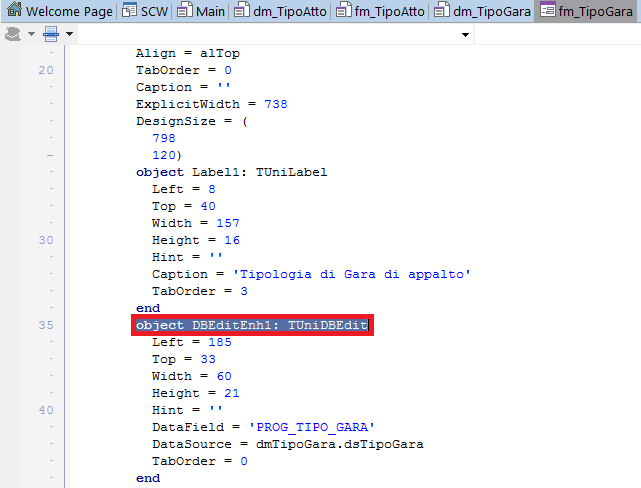 Welcome Page SCW Main dm_TipoAtto fm_TipoAtto dm_TipoGara fm_TipoGara
Align = alTop
20 TabOrder = 0
Caption = ''
ExplicitWidth = 738
DesignSize = (
798
120)
object Label1: TUniLabel
Left = 8
Top = 40
Width = 157
30 Height = 16
Hint = ''
Caption = 'Tipologia di Gara di appalto'
TabOrder = 3
end
35 object DBEditEnh1: TUniDBEdit
Left = 185
Top = 33
Width = 60
Height = 21
40 Hint = ''
DataField = 'PROG_TIPO_GARA'
DataSource = dmTipoGara.dsTipoGara
TabOrder = 0
end